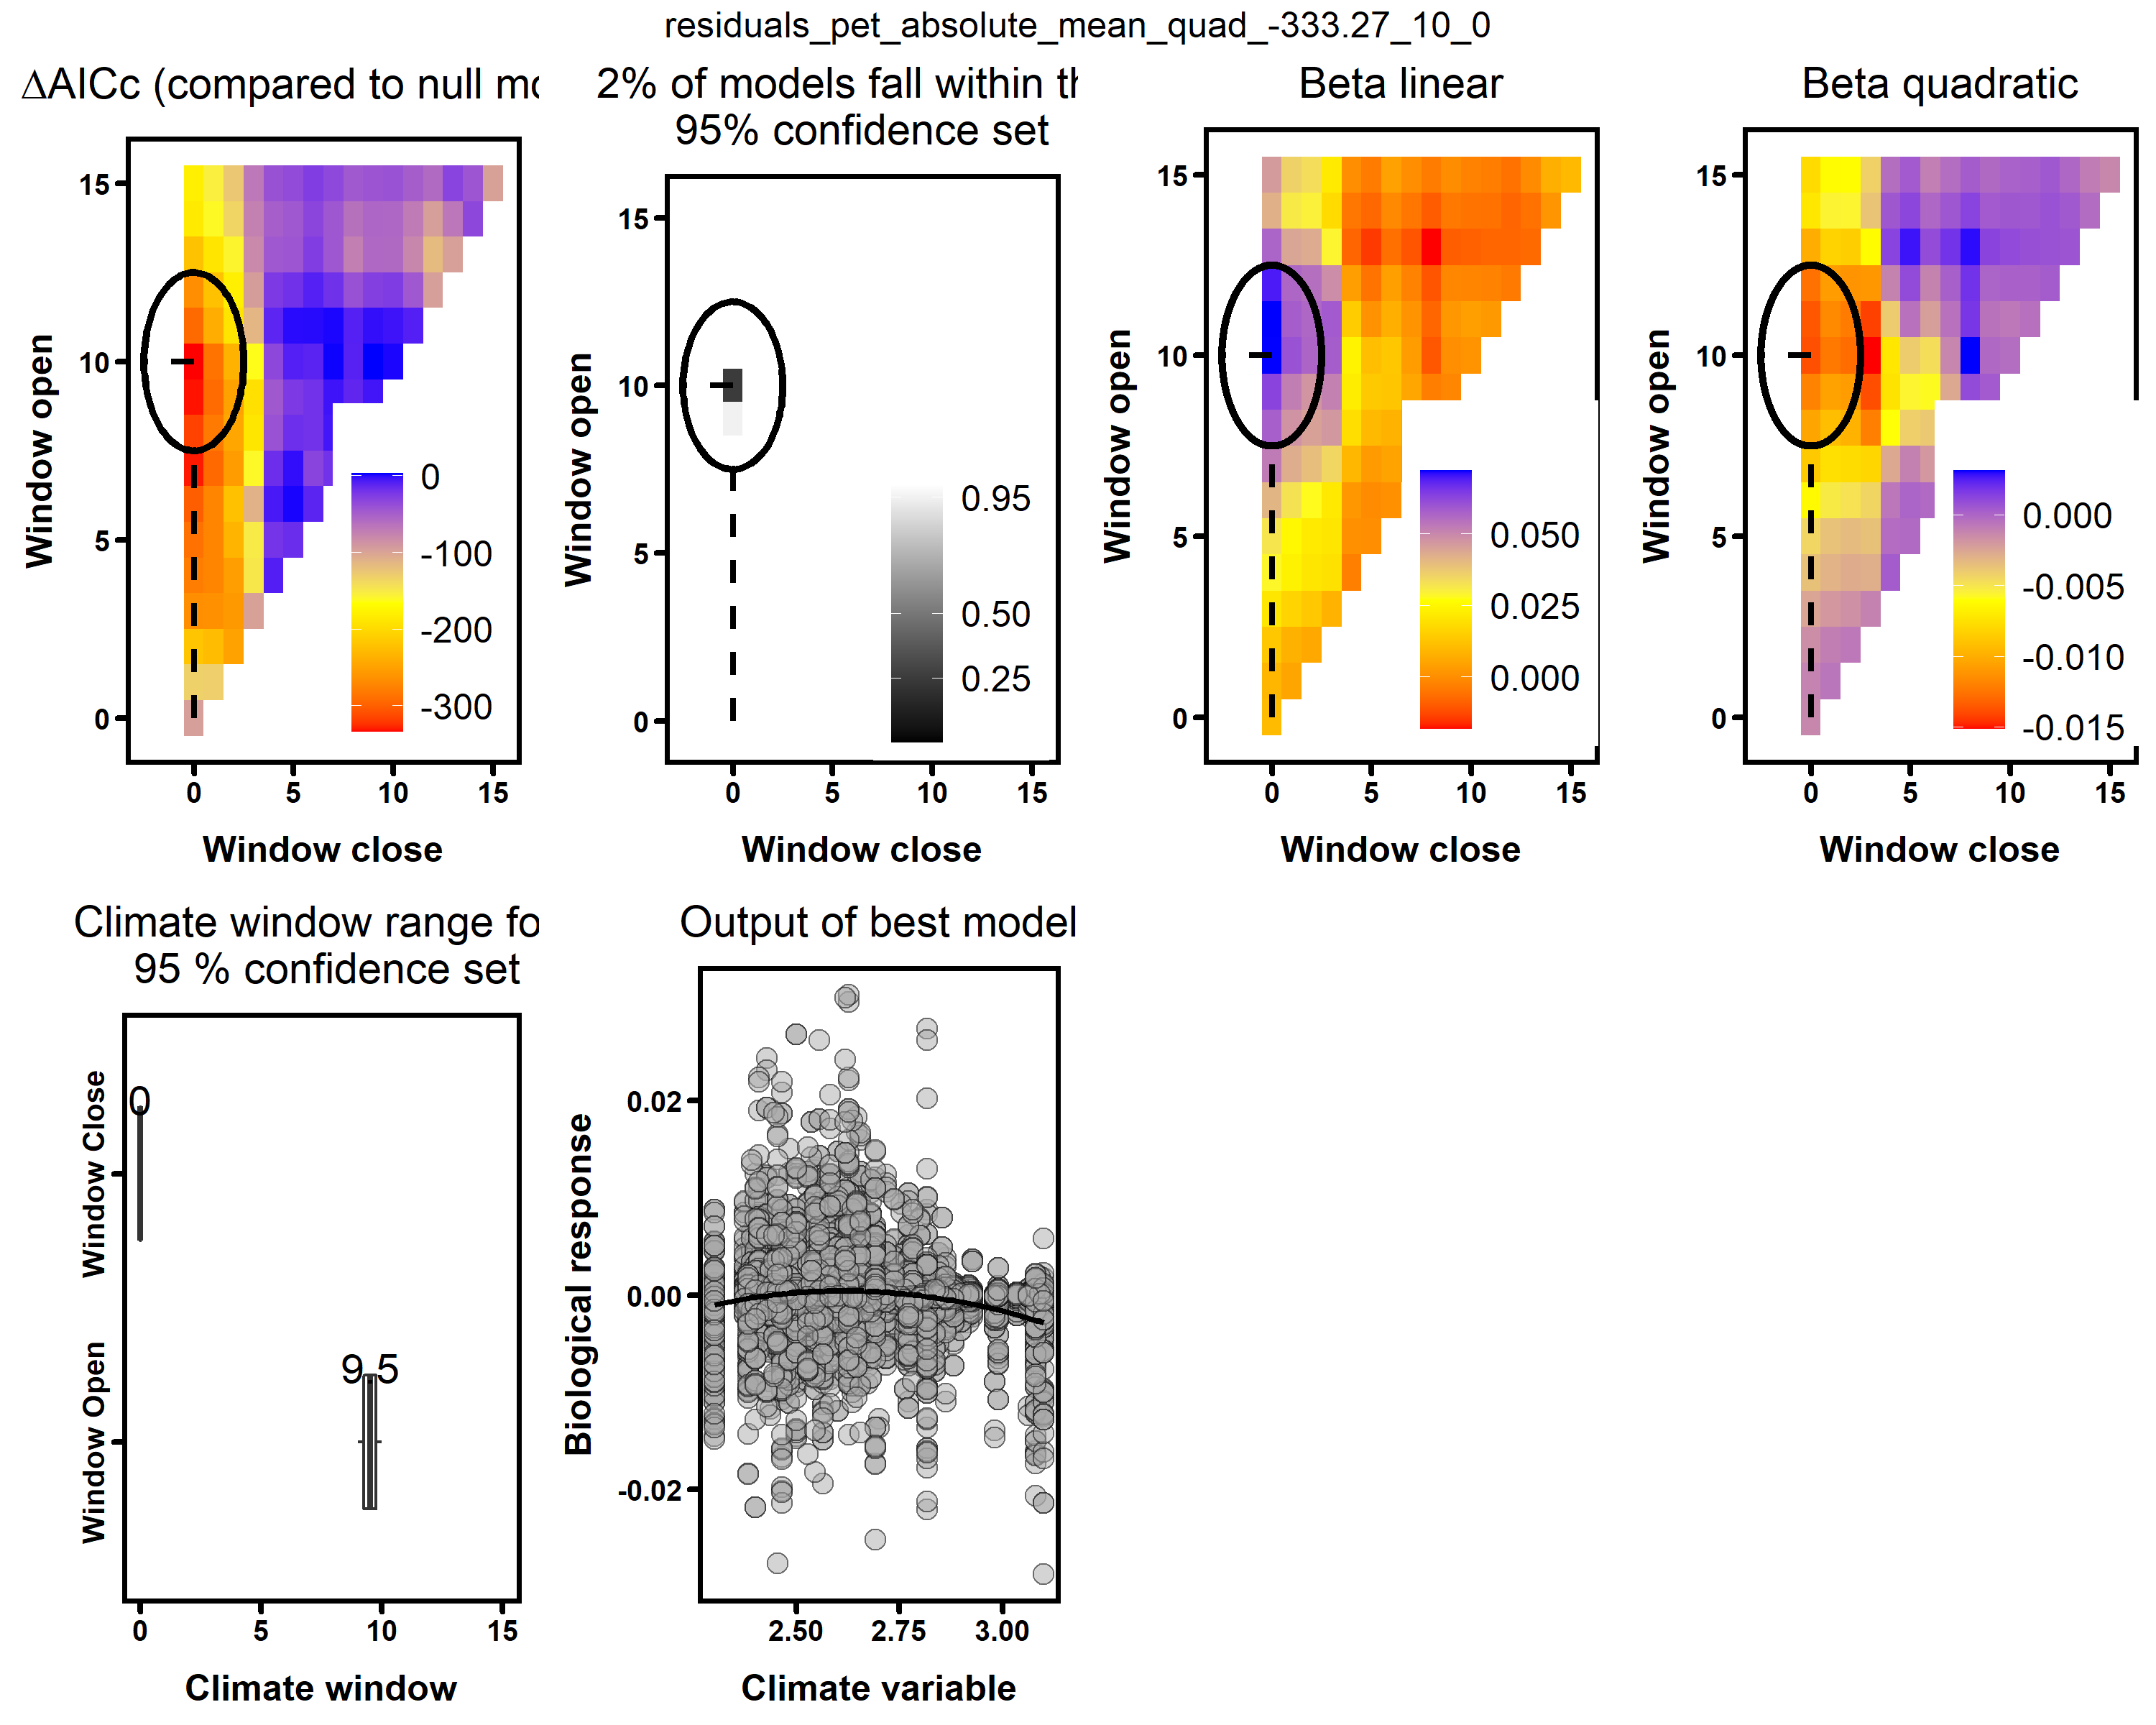 residuals_pet_absolute_mean_quad_-333.27_10_0
ΔAICc (compared to null mo
2% of models fall within th
95% confidence set
Beta linear
Beta quadratic
Window open
15
10
5
0
0
-100
-200
-300
0 5 10 15
Window close
Window open
15
10
5
0
0.95
0.50
0.25
0 5 10 15
Window close
Window open
15
10
5
0
0.050
0.025
0.000
0 5 10 15
Window close
Window open
15
10
5
0
0.000
-0.005
-0.010
-0.015
0 5 10 15
Window close
Climate window range fo
95 % confidence set
Window Close
0
Window Open
9.5
0 5 10 15
Climate window
Output of best model
Biological response
0.02
0.00
-0.02
2.50 2.75 3.00
Climate variable